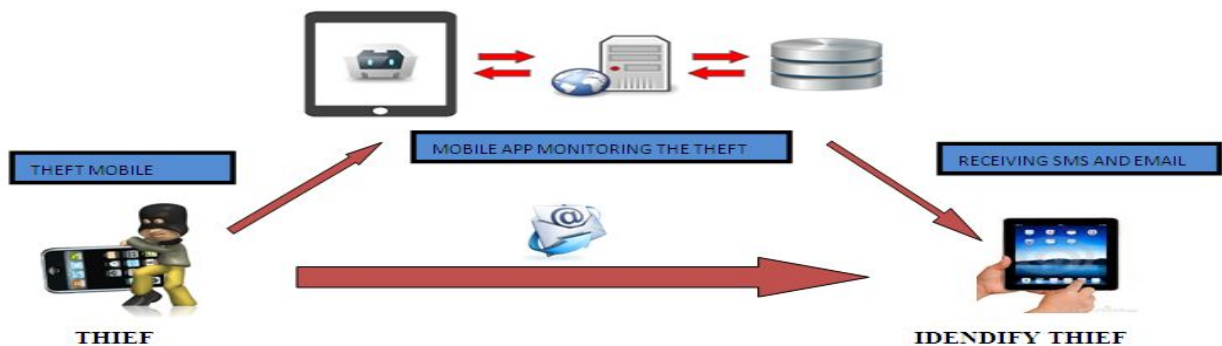 MOBILE APP MONITORING THE THEFT
THEFT MOBILE
RECEIVING SMS AND EMAIL
THIEF
IDENDIFY THIEF